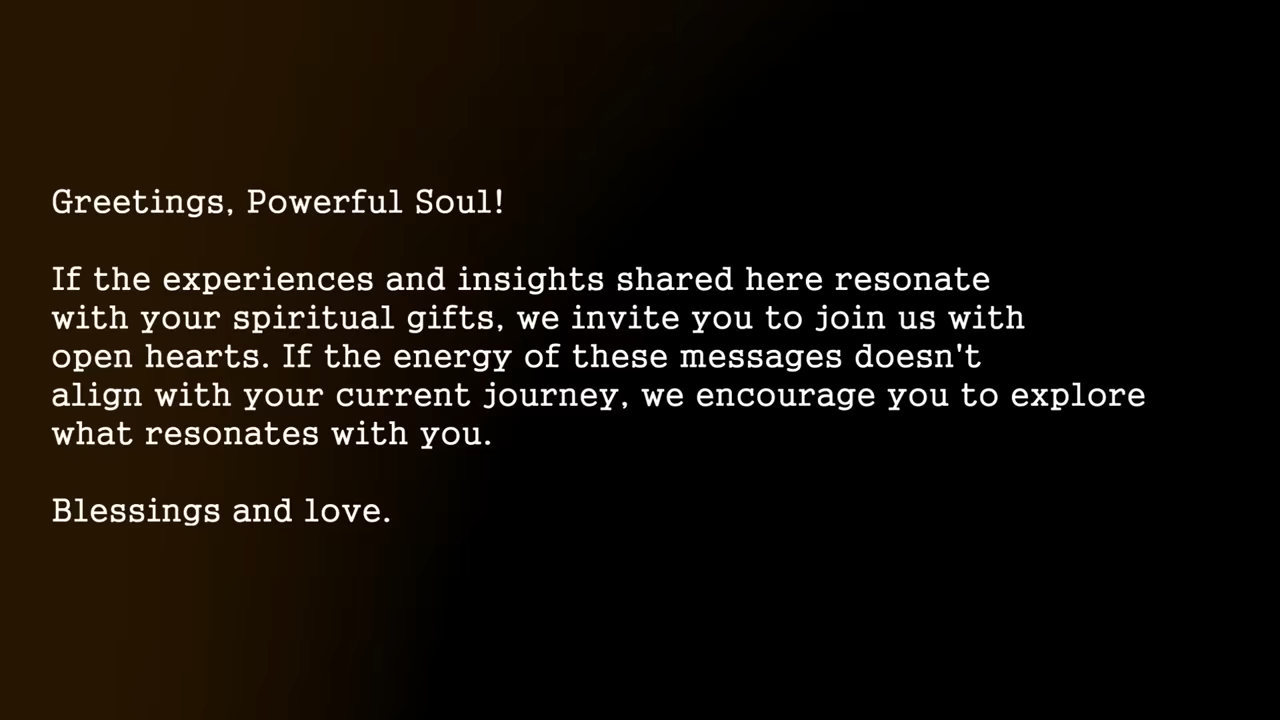 Greetings, Powerful Soul!
If the experiences and insights shared here resonate
with your spiritual gifts, we invite you to join us with
open hearts. If the energy of these messages doesn't
align with your current journey, we encourage you to explore
what resonates with you.
Blessings and love.